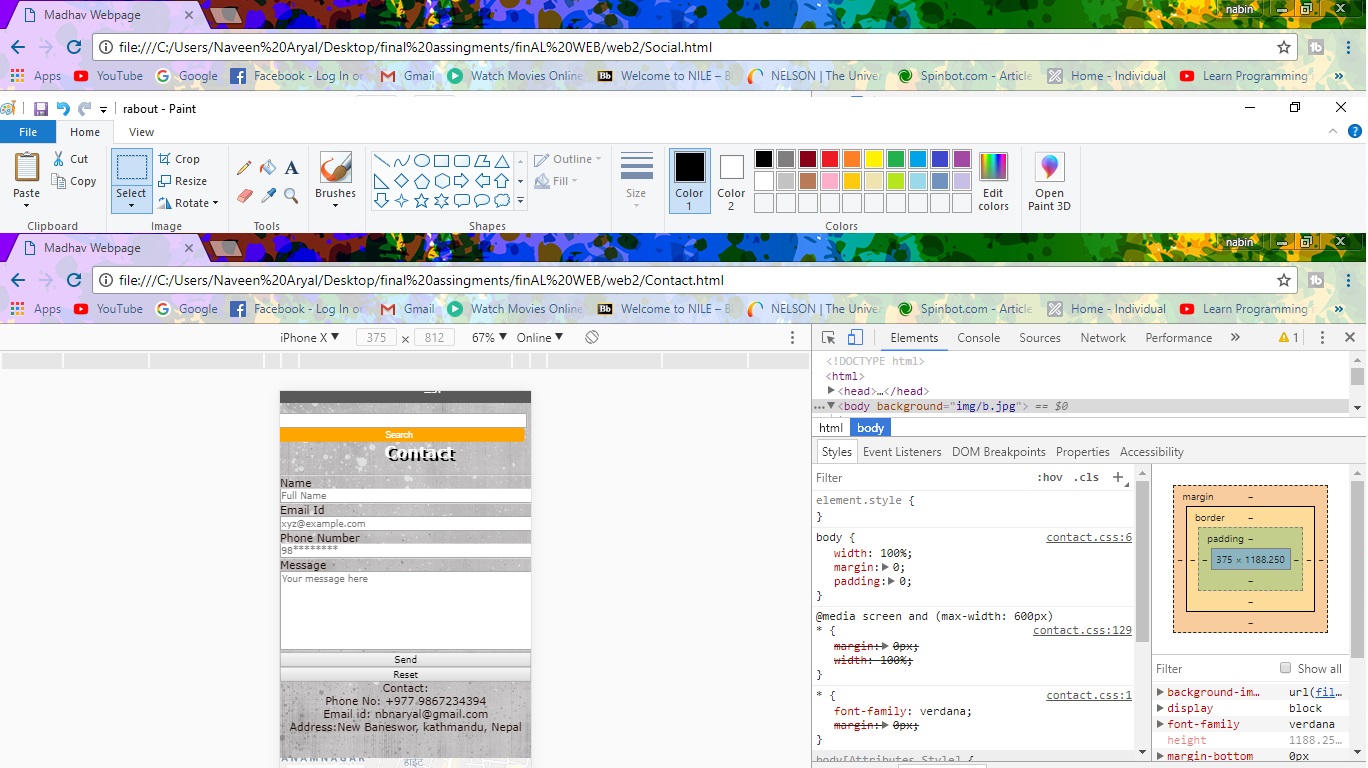 Madhav Webpage
nabin
file:///C:/Users/Naveen%20Aryal/Desktop/final%20assingments/finAL%20WEB/web2/Social.html
Apps YouTube Google Facebook - Log In or Gmail Watch Movies Online Bb Welcome to NILE – B NELSON | The Univer Spinbot.com - Article Home - Individual Learn Programming »
rabout - Paint
File Home View
Paste Cut Copy Select Crop Resize Rotate A Brushes Outline Fill Size Color 1 Color 2 Edit colors Open Paint 3D
Clipboard Image Tools Shapes Colors
Madhav Webpage
nabin
file:///C:/Users/Naveen%20Aryal/Desktop/final%20assingments/finAL%20WEB/web2/Contact.html
Apps YouTube Google Facebook - Log In or Gmail Watch Movies Online Bb Welcome to NILE – B NELSON | The Univer Spinbot.com - Article Home - Individual Learn Programming »
iPhone X ▼ 375 × 812 67% ▼ Online ▼
Elements Console Sources Network Performance » 1
<!DOCTYPE html>
<html>
<head>…</head>
<body background="img/b.jpg"> == $0
html body
Styles Event Listeners DOM Breakpoints Properties Accessibility
Filter :hov .cls +
element.style {
}
body { contact.css:6
width: 100%;
margin: 0;
padding: 0;
}
@media screen and (max-width: 600px)
* { contact.css:129
margin: 0px;
width: 100%;
}
* { contact.css:1
font-family: verdana;
margin: 0px;
}
body[Attributes Style] {
margin –
border –
padding –
– – – 375 × 1188.250 – – –
–
–
–
Filter Show all
background-im… url(fil…
display block
font-family verdana
height 1188.25…
margin-bottom 0px
Search
Contact
Name
Full Name
Email Id
xyz@example.com
Phone Number
98********
Message
Your message here
Send
Reset
Contact:
Phone No: +977 9867234394
Email id: nbnaryal@gmail.com
Address:New Baneswor, kathmandu, Nepal
ANAMNAGAR